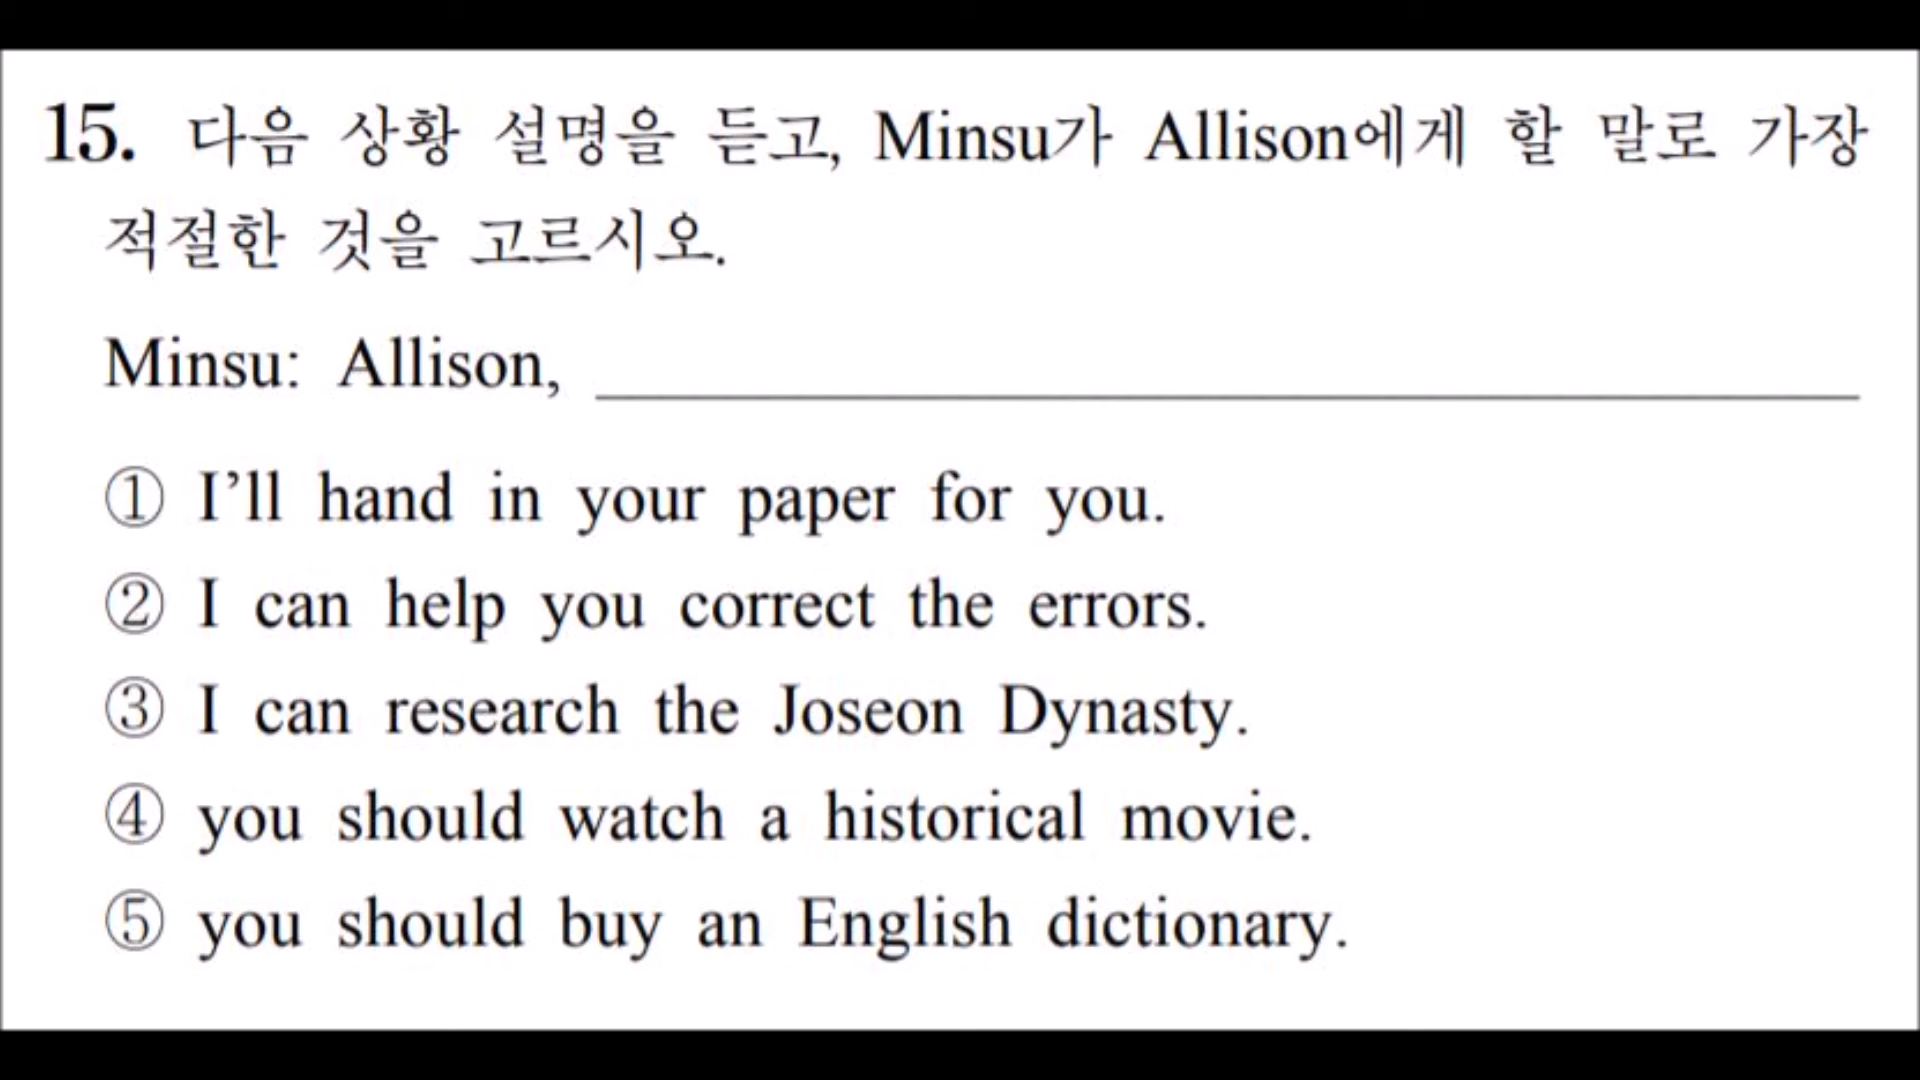 15. 다음 상황 설명을 듣고, Minsu가 Allison에게 할 말로 가장
적절한 것을 고르시오.
Minsu: Allison, 
① I’ll hand in your paper for you.
② I can help you correct the errors.
③ I can research the Joseon Dynasty.
④ you should watch a historical movie.
⑤ you should buy an English dictionary.